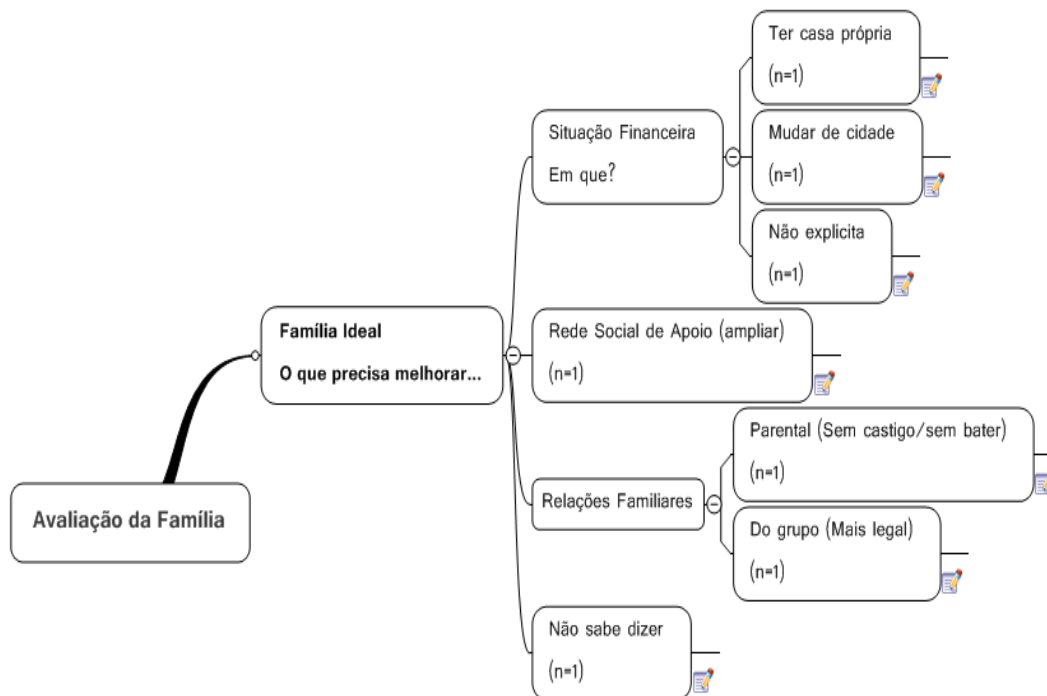 Avaliação da Família
Família Ideal
O que precisa melhorar...
Situação Financeira
Em que?
Ter casa própria
(n=1)
Mudar de cidade
(n=1)
Não explicita
(n=1)
Rede Social de Apoio (ampliar)
(n=1)
Relações Familiares
Parental (Sem castigo/sem bater)
(n=1)
Do grupo (Mais legal)
(n=1)
Não sabe dizer
(n=1)